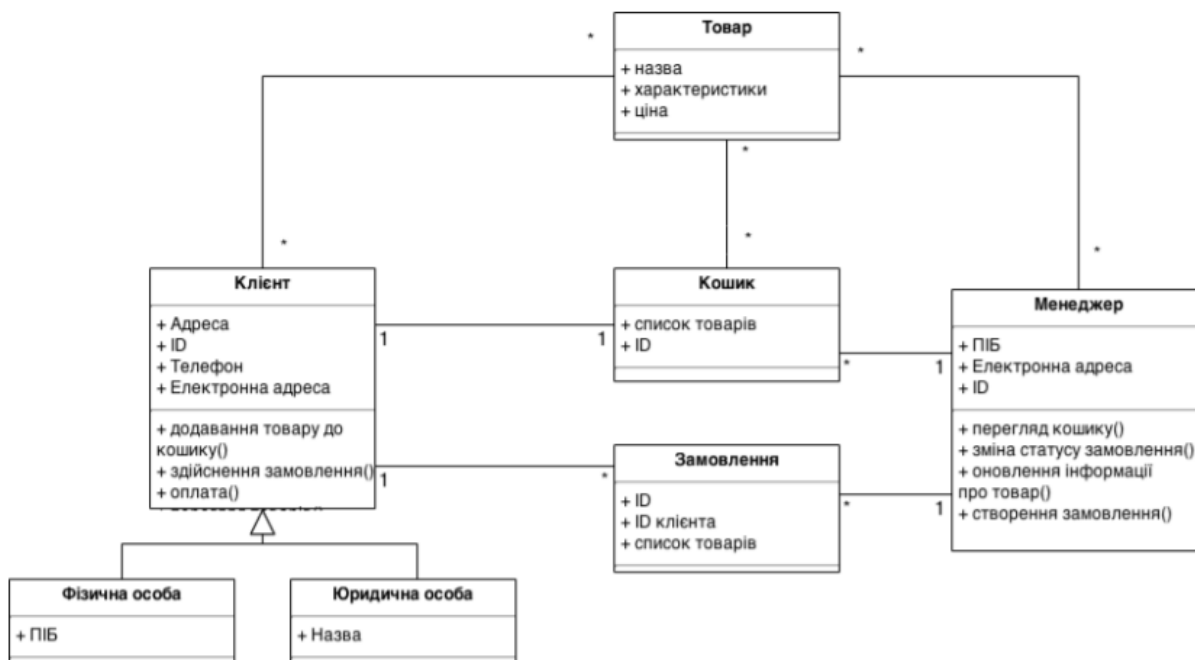 Товар
*
*
+ назва
+ характеристики
+ ціна
*
*
*
*
Клієнт
+ Адреса
+ ID
+ Телефон
+ Електронна адреса
+ додавання товару до
кошику()
+ здійснення замовлення()
+ оплата()
1
1
Кошик
+ список товарів
+ ID
*
1
Менеджер
+ ПІБ
+ Електронна адреса
+ ID
+ перегляд кошику()
+ зміна статусу замовлення()
+ оновлення інформації
про товар()
+ створення замовлення()
1
*
Замовлення
+ ID
+ ID клієнта
+ список товарів
*
1
Фізична особа
+ ПІБ
Юридична особа
+ Назва